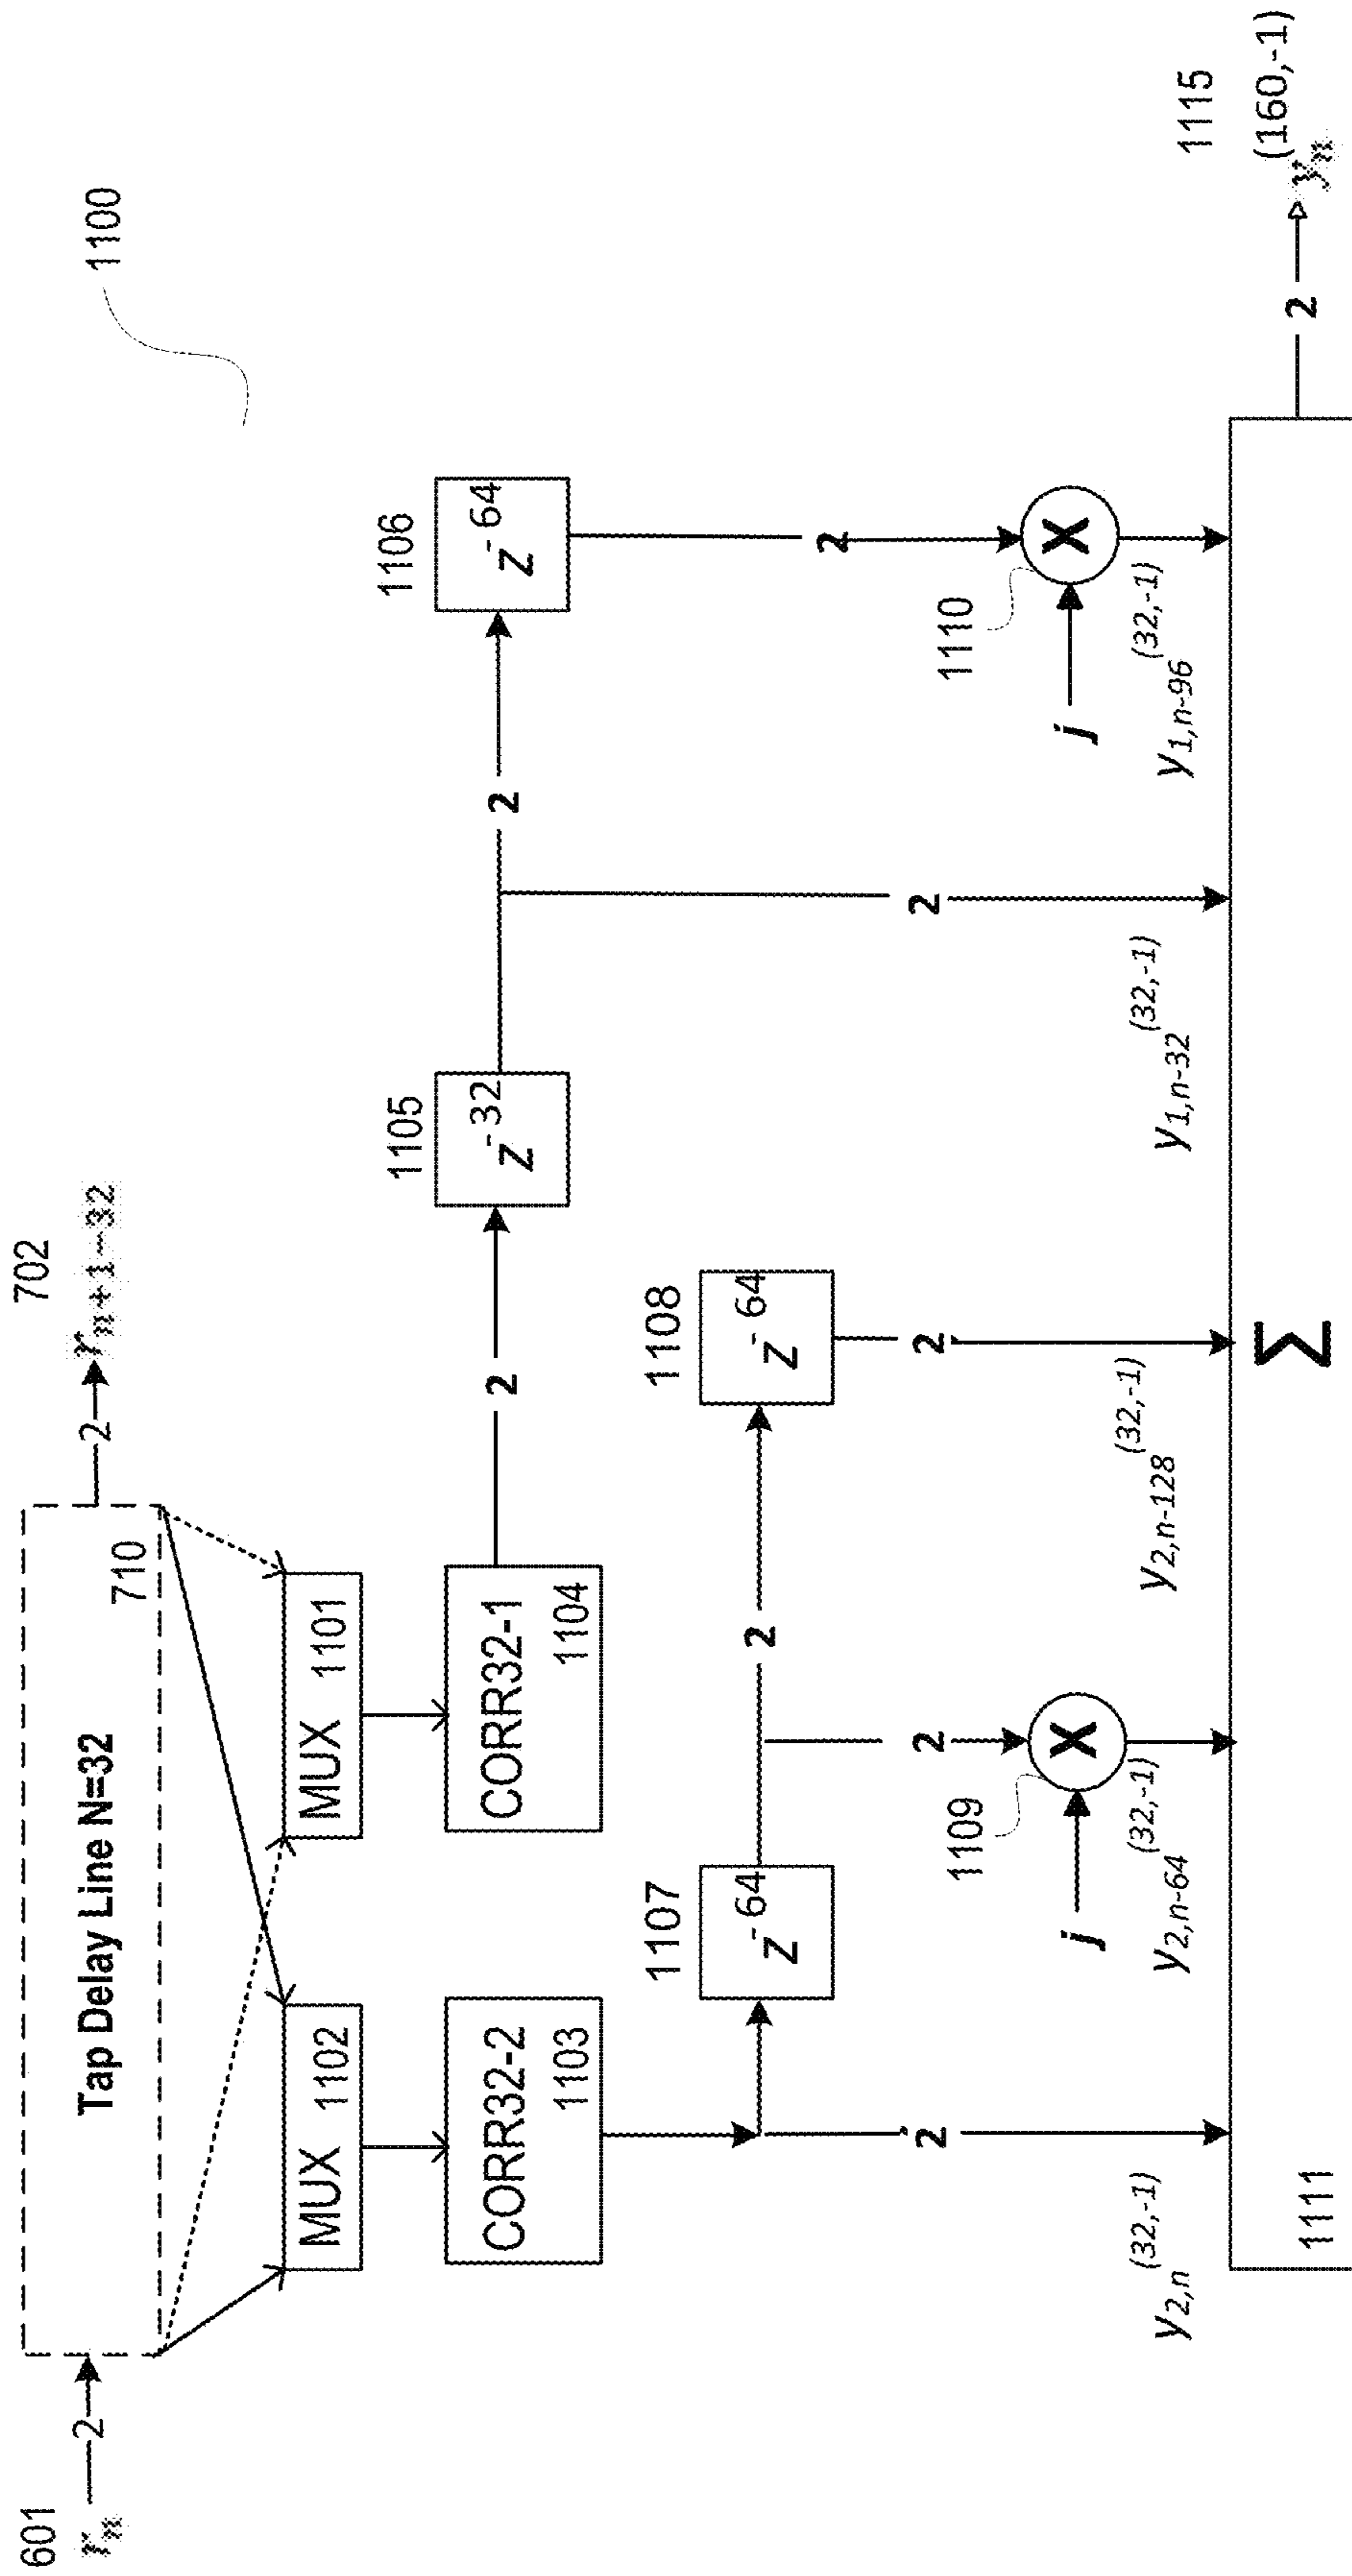 1100
601
r_n
2
Tap Delay Line N=32
710
2
702
r_{n+1-32}
MUX 1102
MUX 1101
CORR32-2
1103
CORR32-1
1104
2
1105
z^{-32}
2
1106
z^{-64}
1107
z^{-64}
2
1108
z^{-64}
2
2
2
2
2
1109
X
j
1110
X
j
y_{2,n}^{(32,-1)}
y_{2,n-64}^{(32,-1)}
y_{2,n-128}^{(32,-1)}
y_{1,n-32}^{(32,-1)}
y_{1,n-96}^{(32,-1)}
1111
Σ
2
1115
y_n^{(160,-1)}